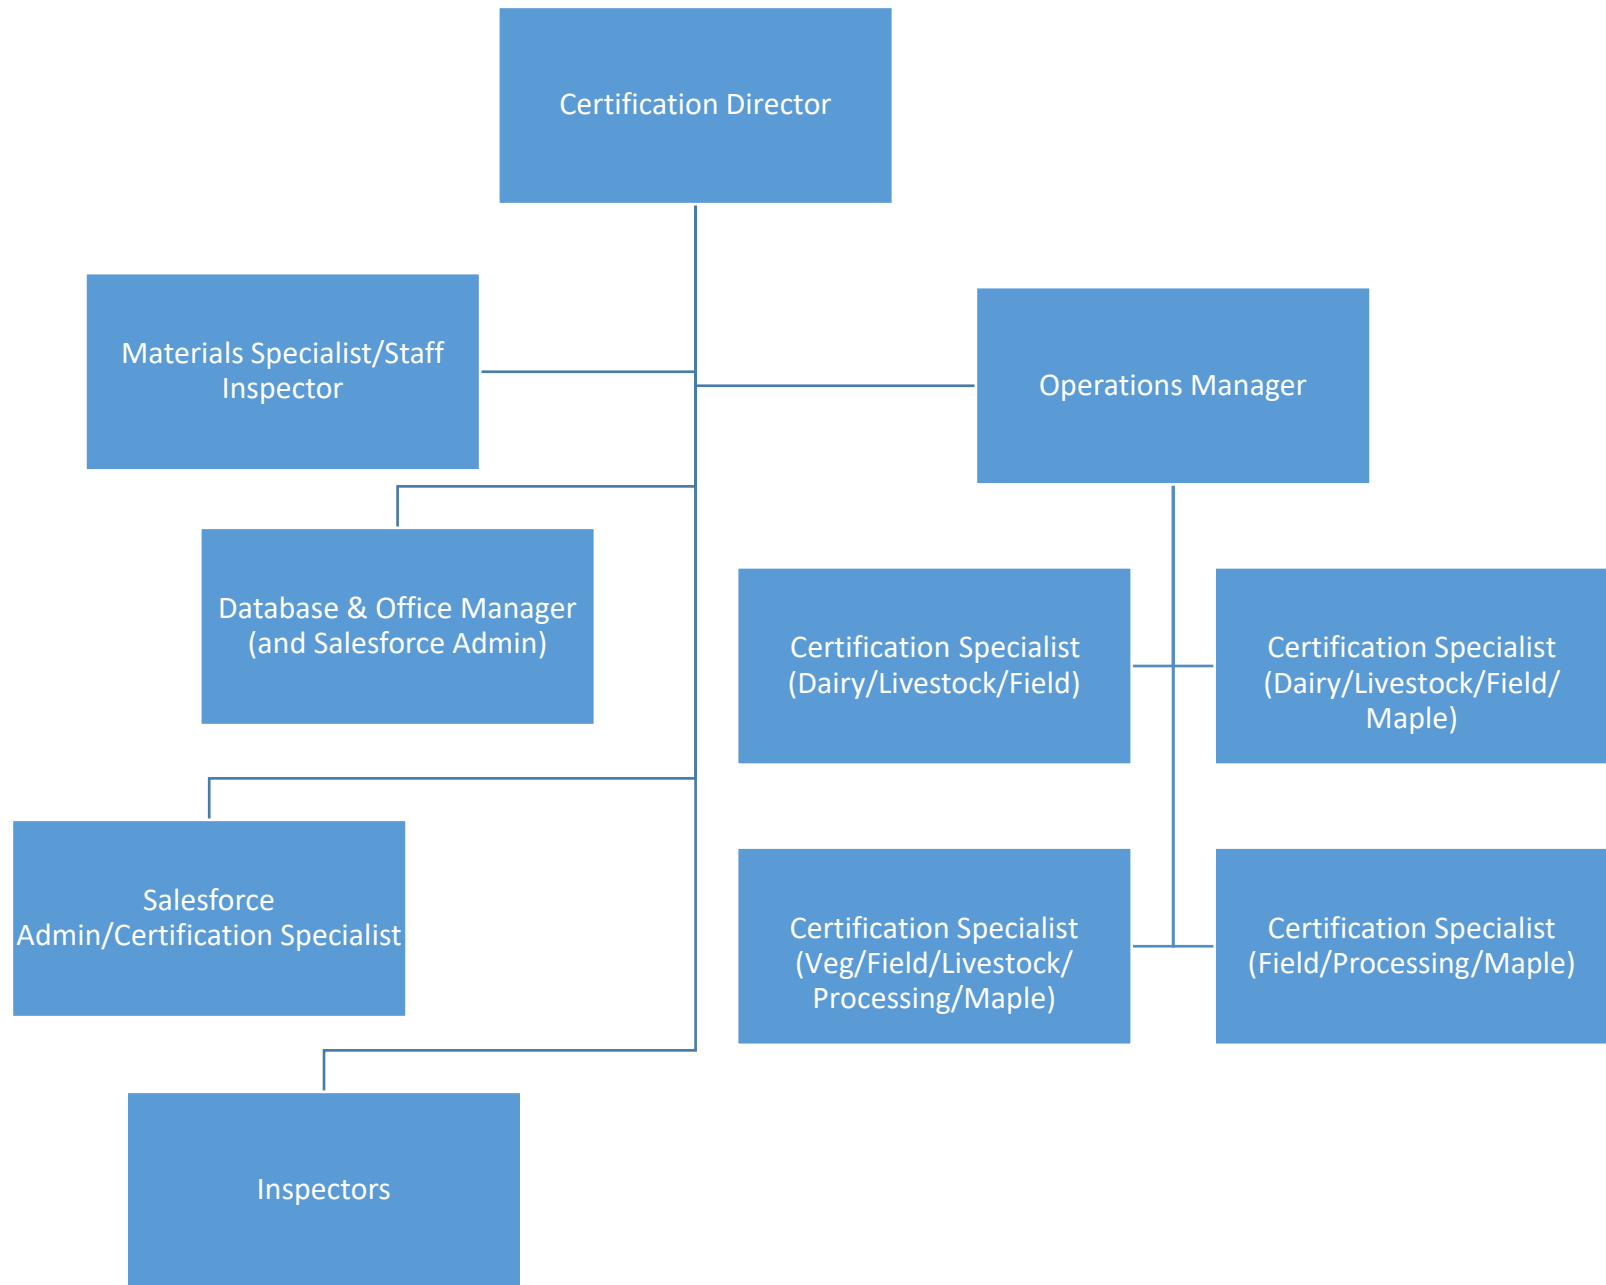 Certification Director
Materials Specialist/Staff
Inspector
Operations Manager
Database & Office Manager
(and Salesforce Admin)
Certification Specialist
(Dairy/Livestock/Field)
Certification Specialist
(Dairy/Livestock/Field/
Maple)
Salesforce
Admin/Certification Specialist
Certification Specialist
(Veg/Field/Livestock/
Processing/Maple)
Certification Specialist
(Field/Processing/Maple)
Inspectors